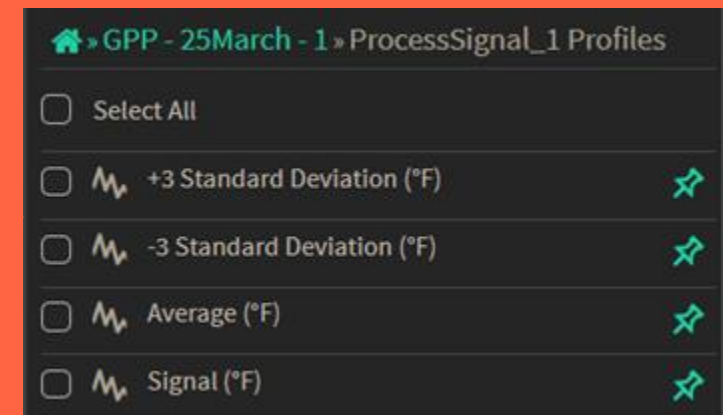 » GPP - 25March - 1 » ProcessSignal_1 Profiles
Select All
+3 Standard Deviation (°F)
-3 Standard Deviation (°F)
Average (°F)
Signal (°F)